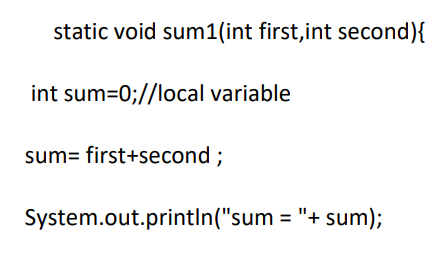 static void sum1(int first,int second){
int sum=0;//local variable
sum= first+second ;
System.out.println("sum = "+ sum);